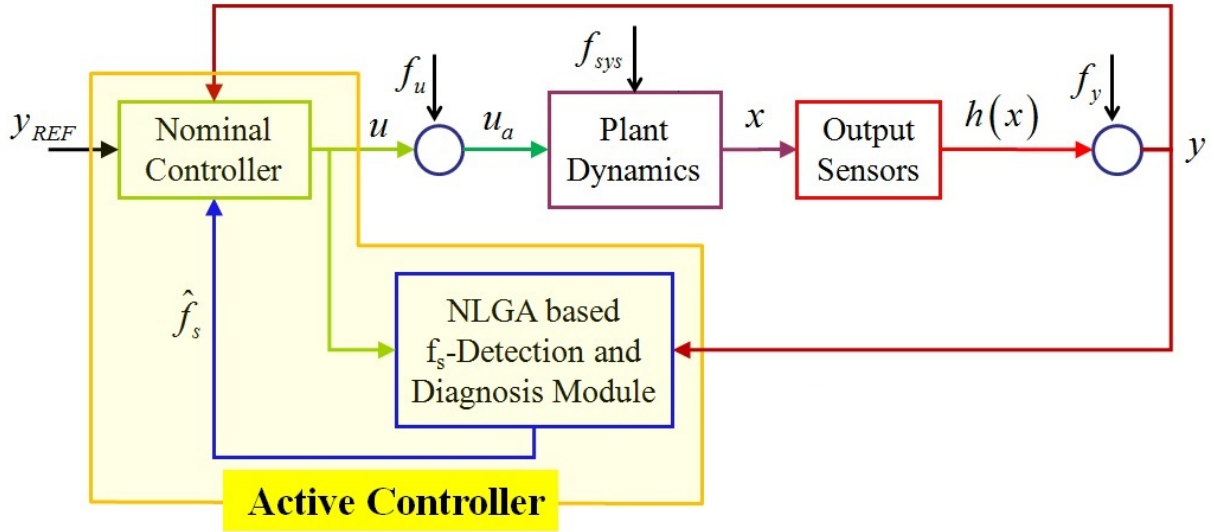 y_REF
Nominal
Controller
u
f_u
u_a
f_sys
Plant
Dynamics
x
Output
Sensors
h(x)
f_y
y
f̂_s
NLGA based
f_s-Detection and
Diagnosis Module
Active Controller